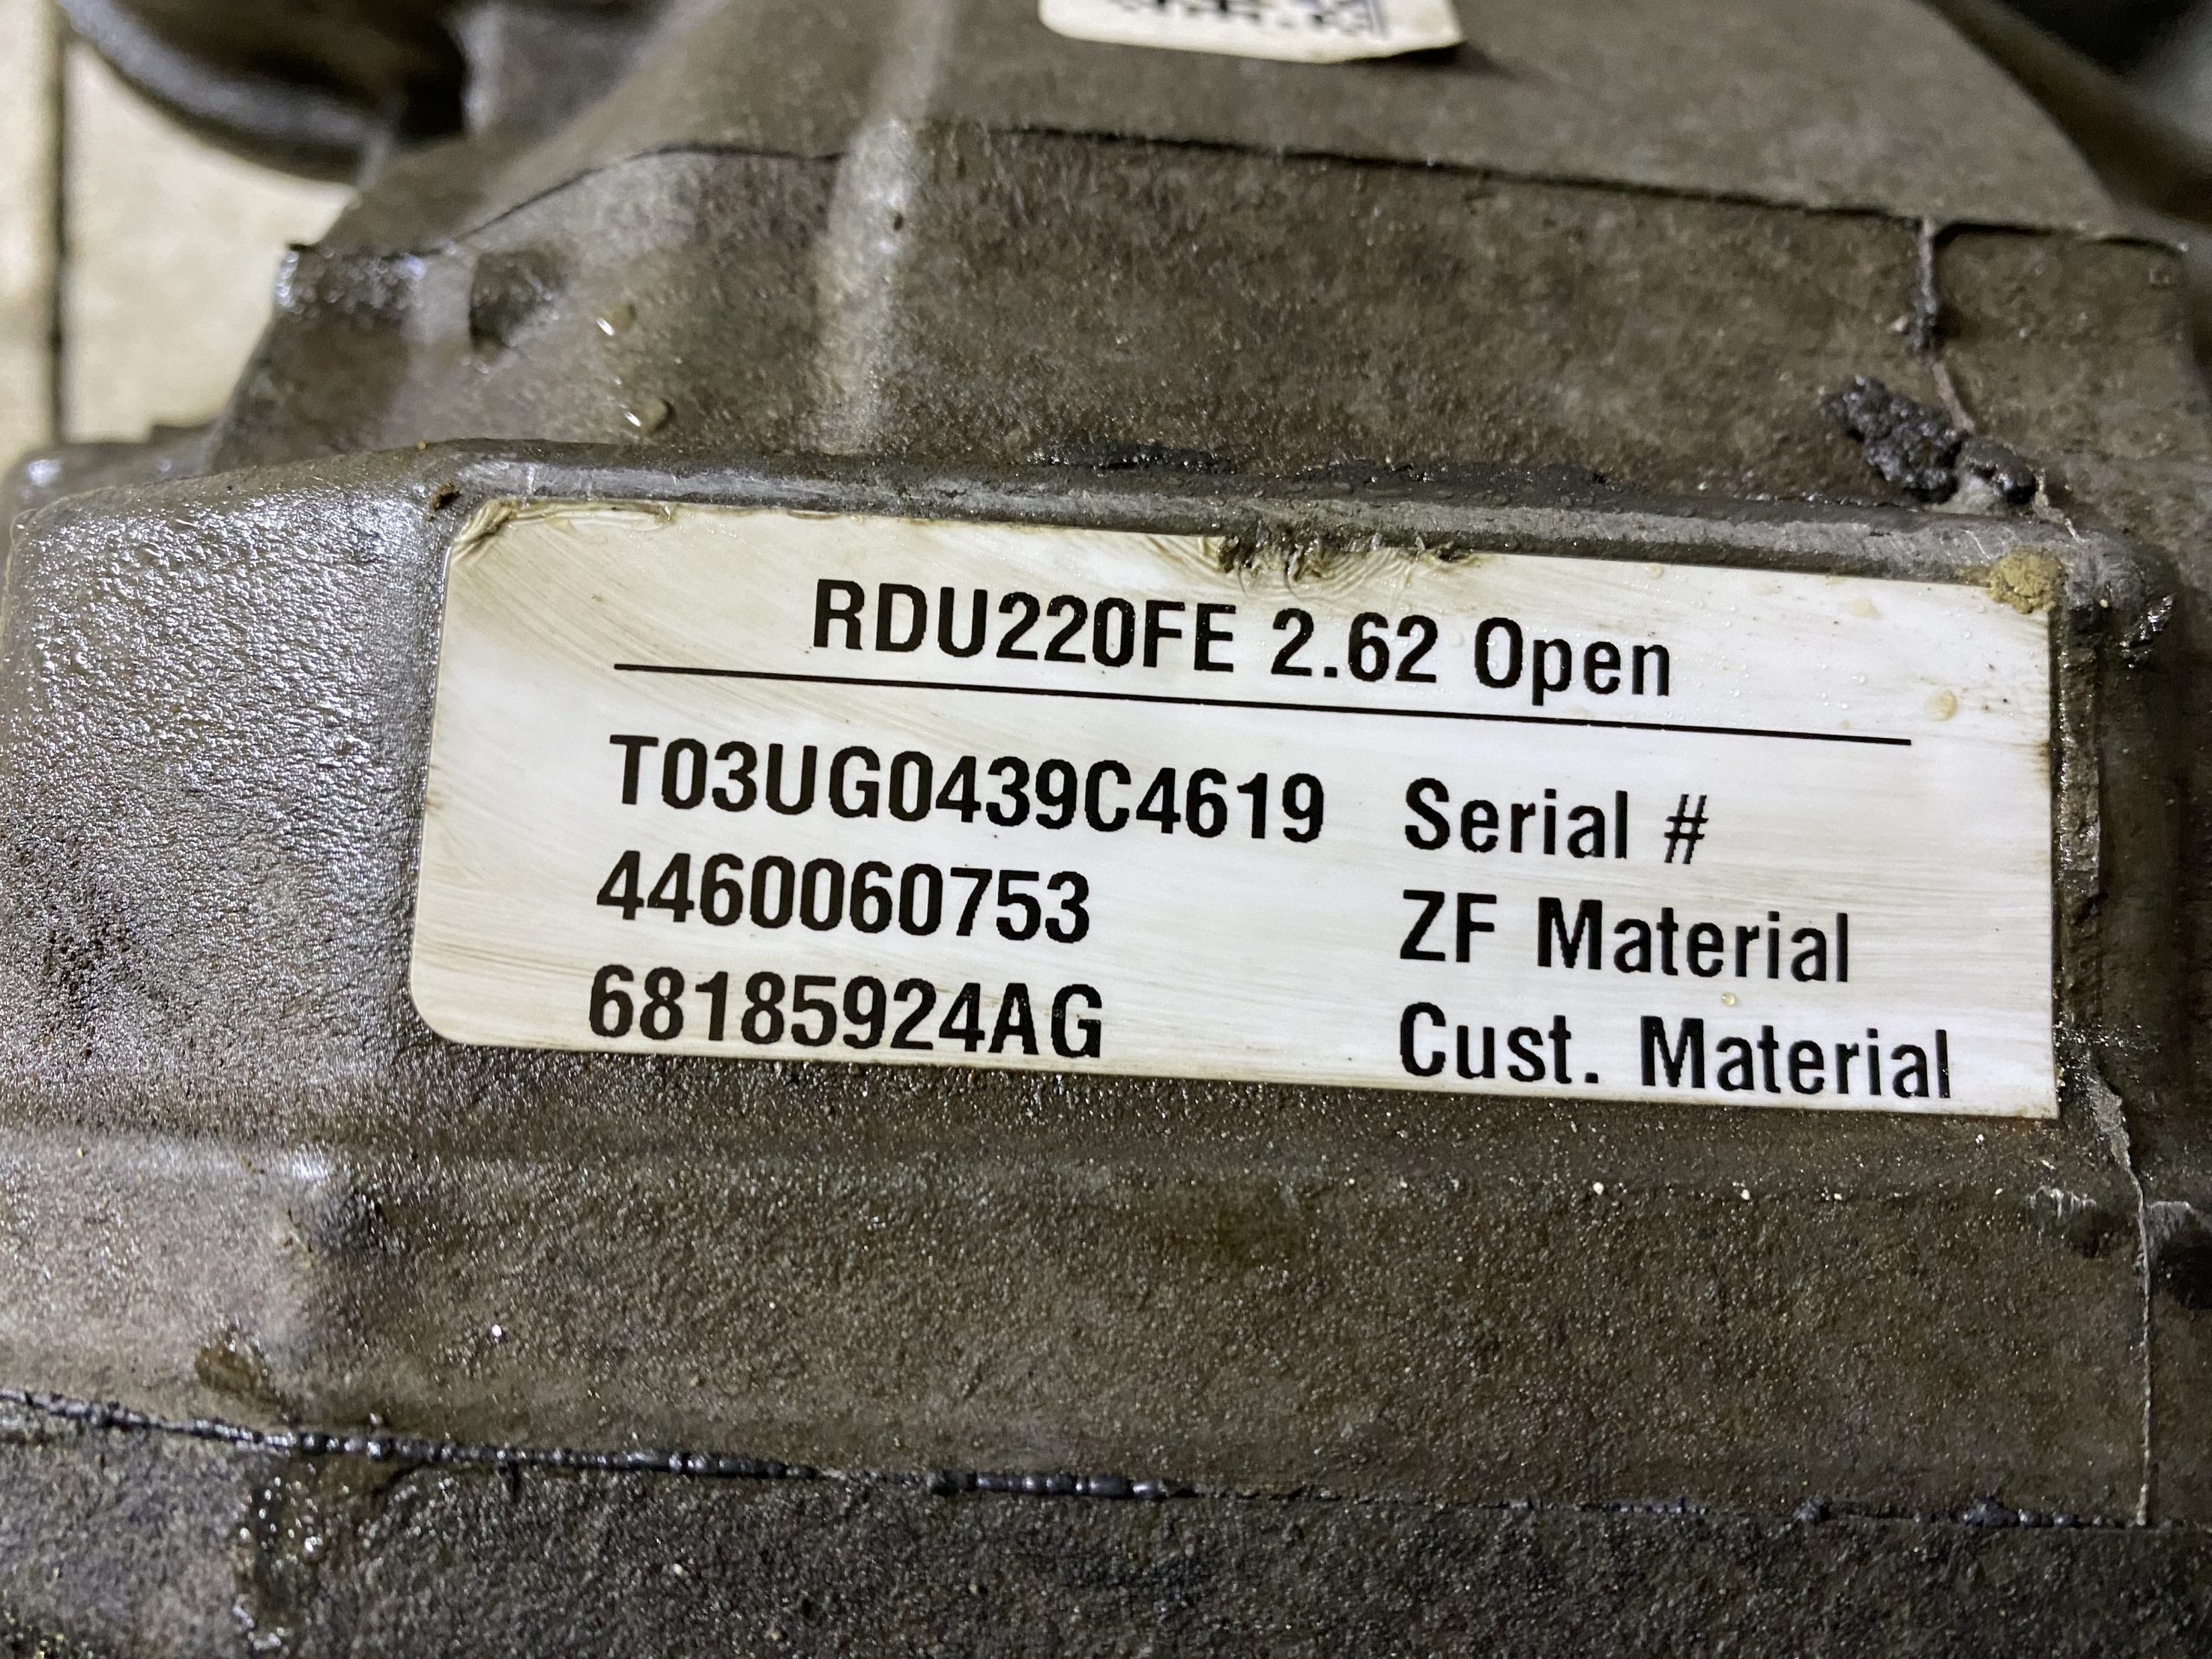 RDU220FE 2.62 Open
T03UG0439C4619 Serial #
4460060753 ZF Material
68185924AG Cust. Material